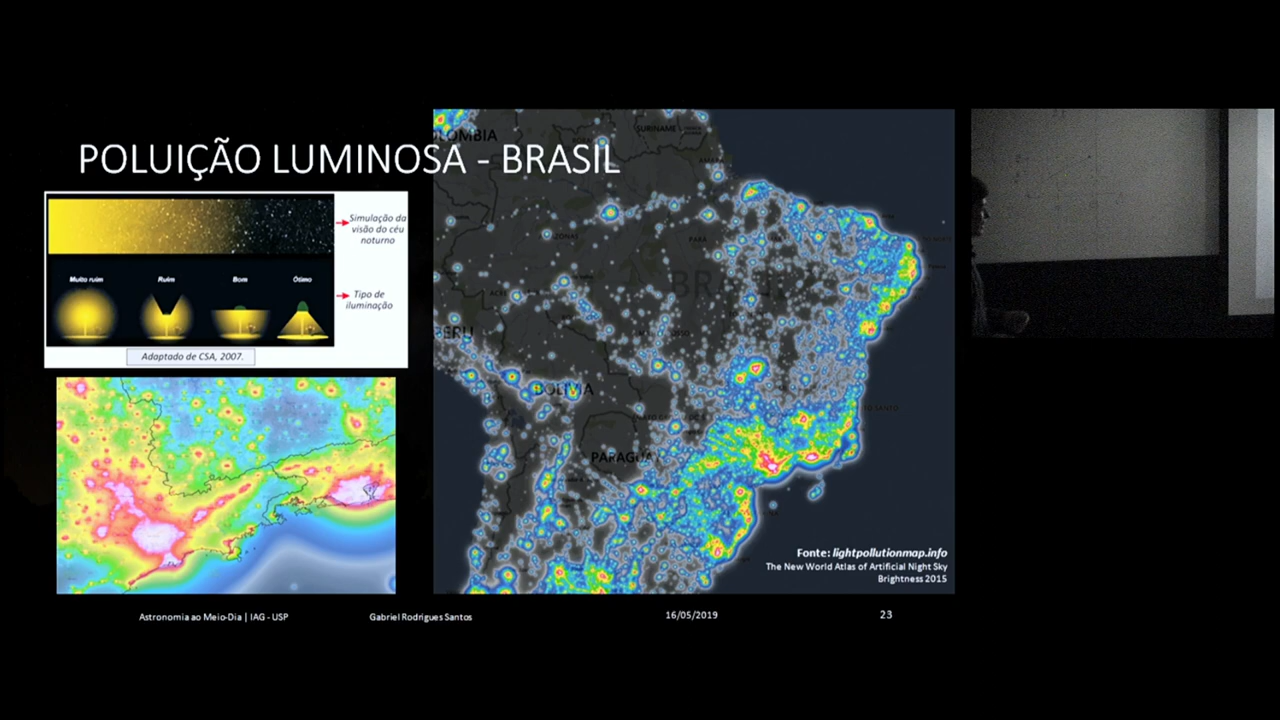 POLUIÇÃO LUMINOSA - BRASIL
Simulação da
visão do céu
noturno
Muito ruim
Ruim
Bom
Ótimo
Tipo de
iluminação
Adaptado de CSA, 2007.
SURINAME
PARÁ
ACRE
BOLIVIA
PARAGUA
Fonte: lightpollutionmap.info
The New World Atlas of Artificial Night Sky
Brightness 2015
Astronomia ao Meio-Dia | IAG - USP
Gabriel Rodrigues Santos
16/05/2019
23